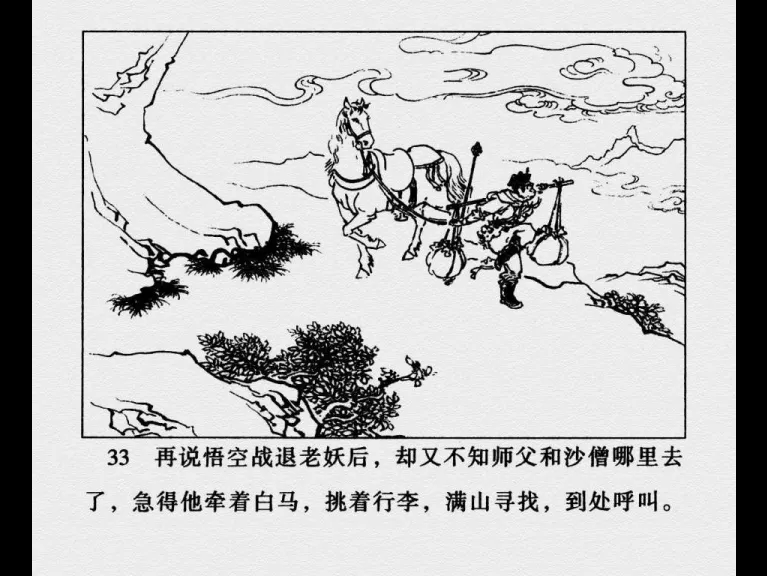 33 再说悟空战退老妖后，却又不知师父和沙僧哪里去
了，急得他牵着白马，挑着行李，满山寻找，到处呼叫。